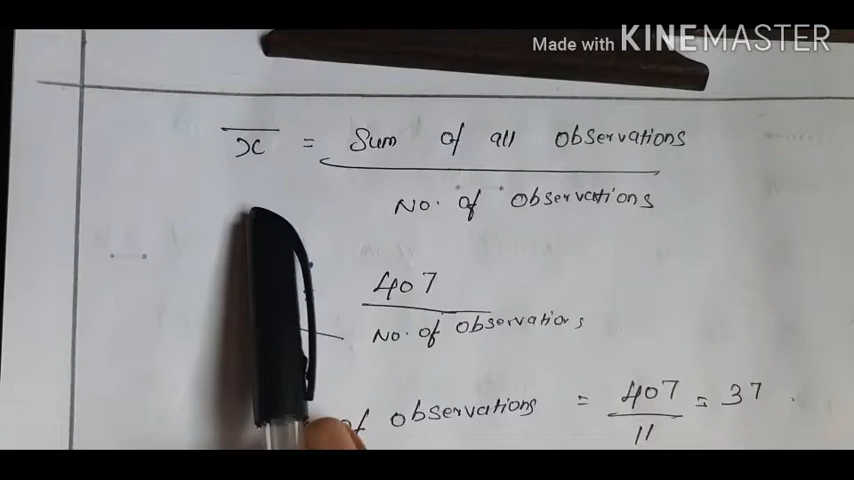 Made with KINEMASTER
x̄ = Sum of all observations
No. of observations
407
No. of observations
of observations = 407 = 37
11